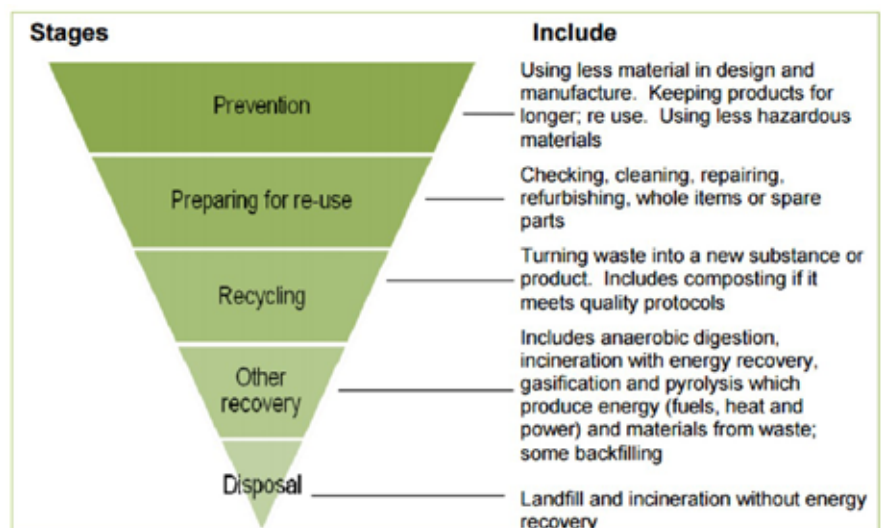 Stages
Include
Prevention
Using less material in design and
manufacture. Keeping products for
longer; re use. Using less hazardous
materials
Preparing for re-use
Checking, cleaning, repairing,
refurbishing, whole items or spare
parts
Recycling
Turning waste into a new substance or
product. Includes composting if it
meets quality protocols
Other
recovery
Includes anaerobic digestion,
incineration with energy recovery,
gasification and pyrolysis which
produce energy (fuels, heat and
power) and materials from waste;
some backfilling
Disposal
Landfill and incineration without energy
recovery